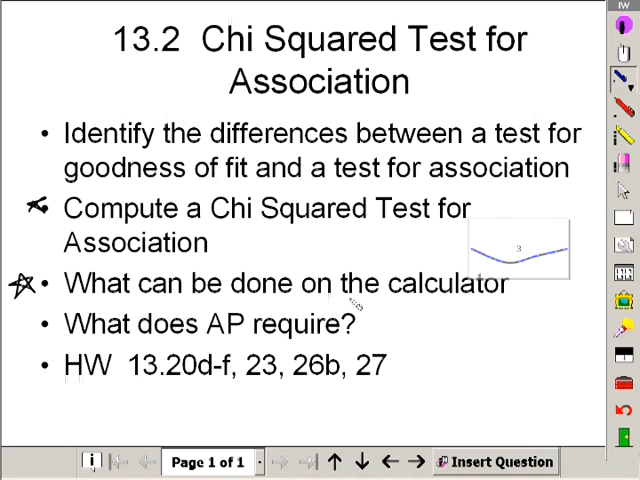 IW
13.2 Chi Squared Test for
Association
• Identify the differences between a test for
goodness of fit and a test for association
• Compute a Chi Squared Test for
Association
3
• What can be done on the calculator
• What does AP require?
• HW 13.20d-f, 23, 26b, 27
i Page 1 of 1 Insert Question